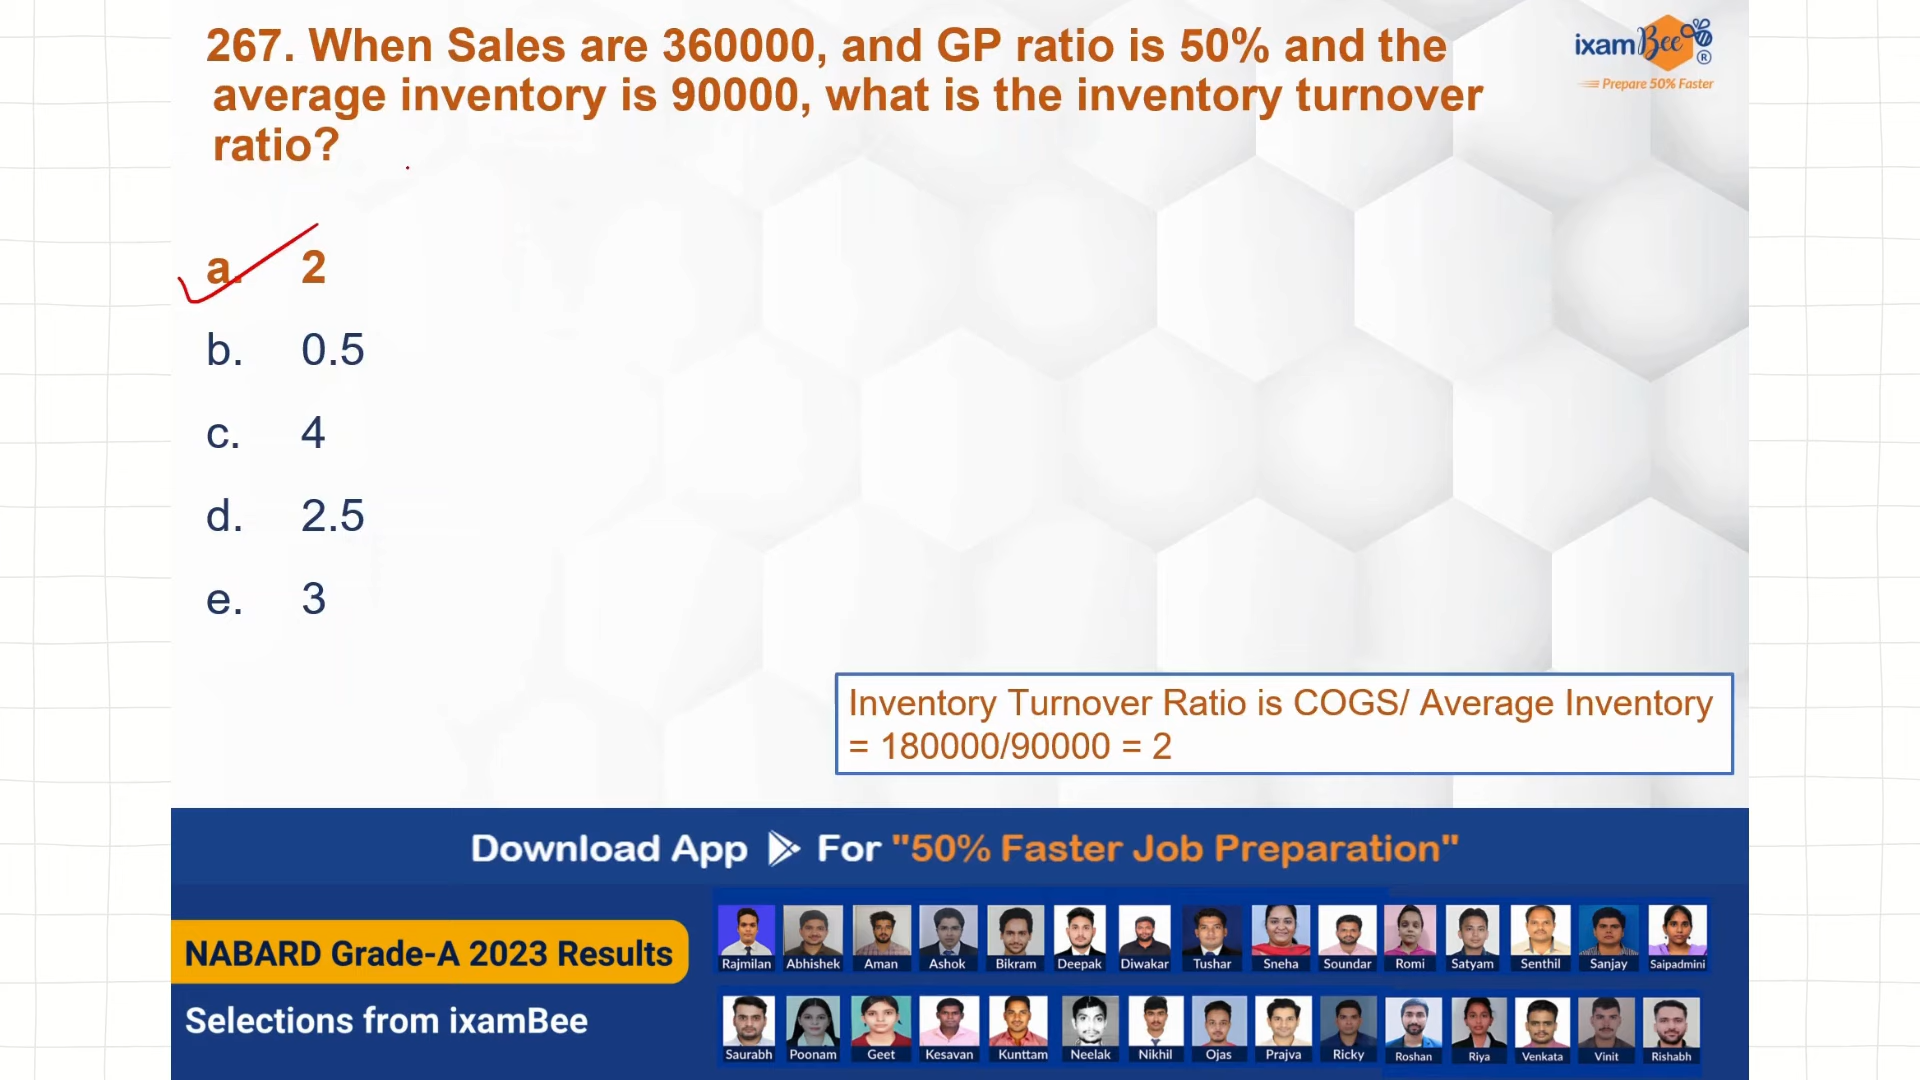 267. When Sales are 360000, and GP ratio is 50% and the
average inventory is 90000, what is the inventory turnover
ratio?
ixamBee ®
Prepare 50% Faster
a. 2
b. 0.5
c. 4
d. 2.5
e. 3
Inventory Turnover Ratio is COGS/ Average Inventory
= 180000/90000 = 2
Download App For "50% Faster Job Preparation"
NABARD Grade-A 2023 Results
Selections from ixamBee
Rajmilan Abhishek Aman Ashok Bikram Deepak Diwakar Tushar Sneha Soundar Romi Satyam Senthil Sanjay Saipadmini
Saurabh Poonam Geet Kesavan Kunttam Neelak Nikhil Ojas Prajva Ricky Roshan Riya Venkata Vinit Rishabh